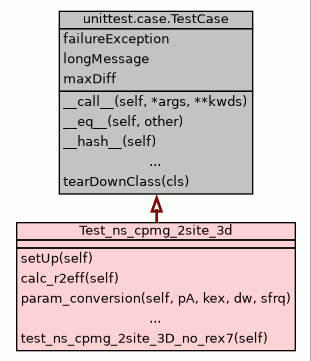 unittest.case.TestCase
failureException
longMessage
maxDiff
__call__(self, *args, **kwds)
__eq__(self, other)
__hash__(self)
...
tearDownClass(cls)
Test_ns_cpmg_2site_3d
setUp(self)
calc_r2eff(self)
param_conversion(self, pA, kex, dw, sfrq)
...
test_ns_cpmg_2site_3D_no_rex7(self)